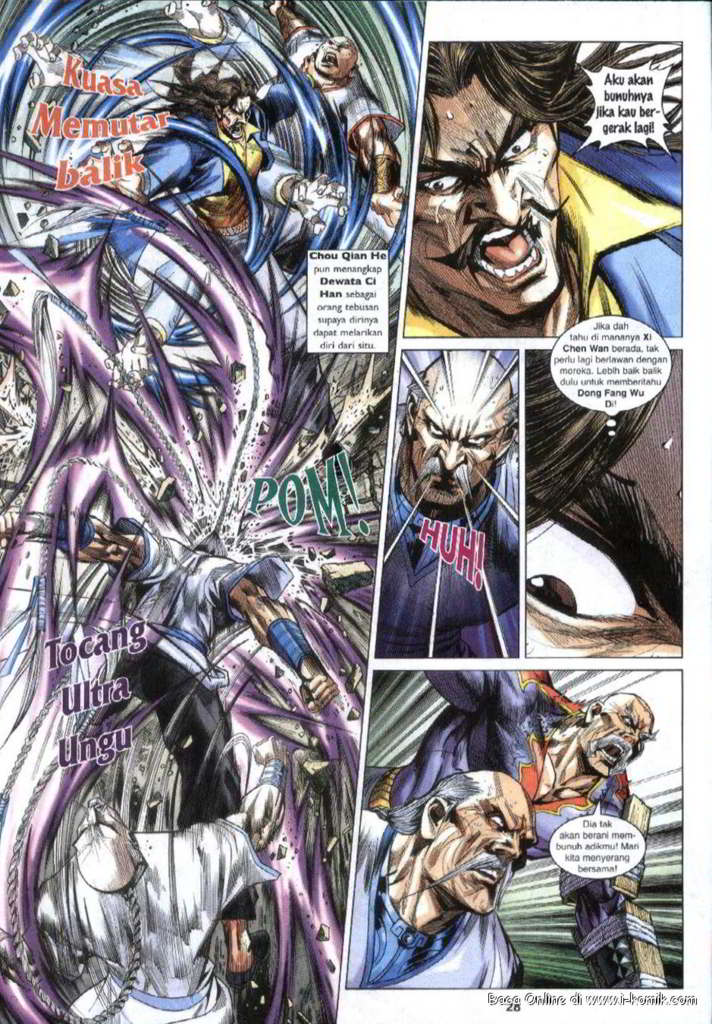 Kuasa
Memutar
balik
Chou Qian He
pun menangkap
Dewata Ci
Han sebagai
orang tebusan
supaya dirinya
dapat melarikan
diri dari situ.
POM!
Tocang
Ultra
Ungu
Aku akan
bunuhnya
jika kau ber-
gerak lagi!
Jika dah
tahu di mananya Xi
Chen Wan berada, tak
perlu lagi berlawan dengan
moreka. Lebih baik balik
dulu untuk memberitahu
Dong Fang Wu
Di!
HUH!
Dia tak
akan berani mem-
bunuh adikmu! Mari
kita menyerang
bersama!
28
Baca Online di www.i-komik.com